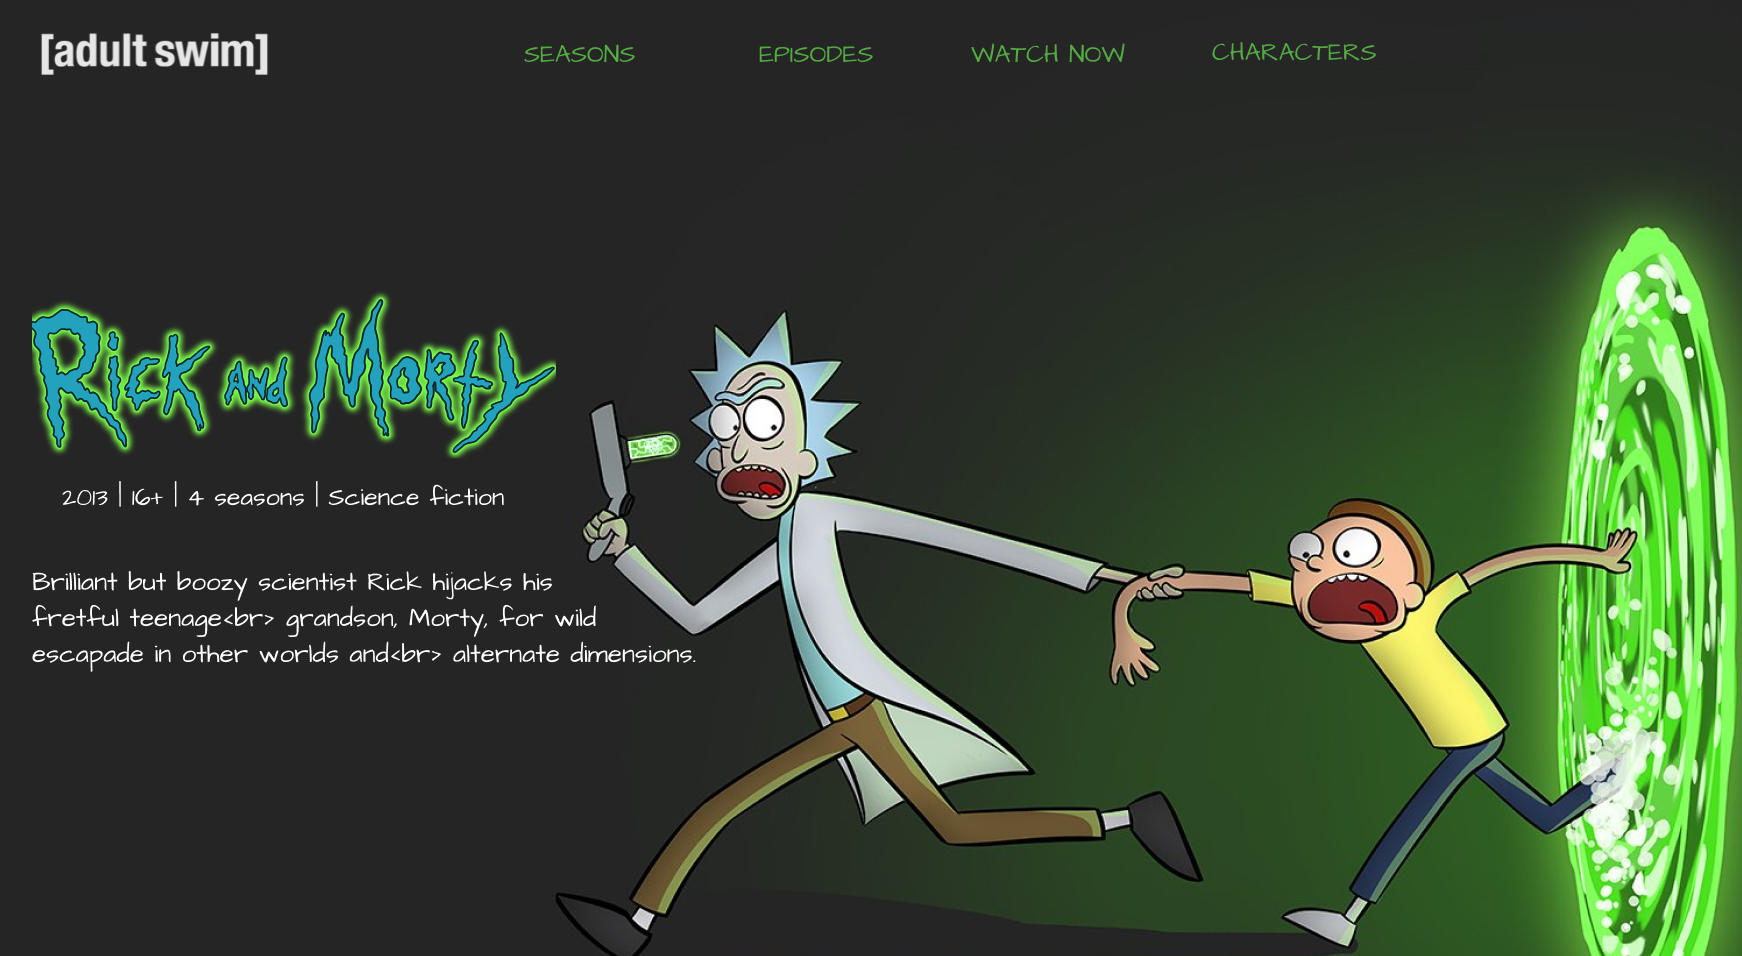 [adult swim]
SEASONS EPISODES WATCH NOW CHARACTERS
Rick and Morty
2013 | 16+ | 4 seasons | Science fiction
Brilliant but boozy scientist Rick hijacks his
fretful teenage<br> grandson, Morty, for wild
escapade in other worlds and<br> alternate dimensions.